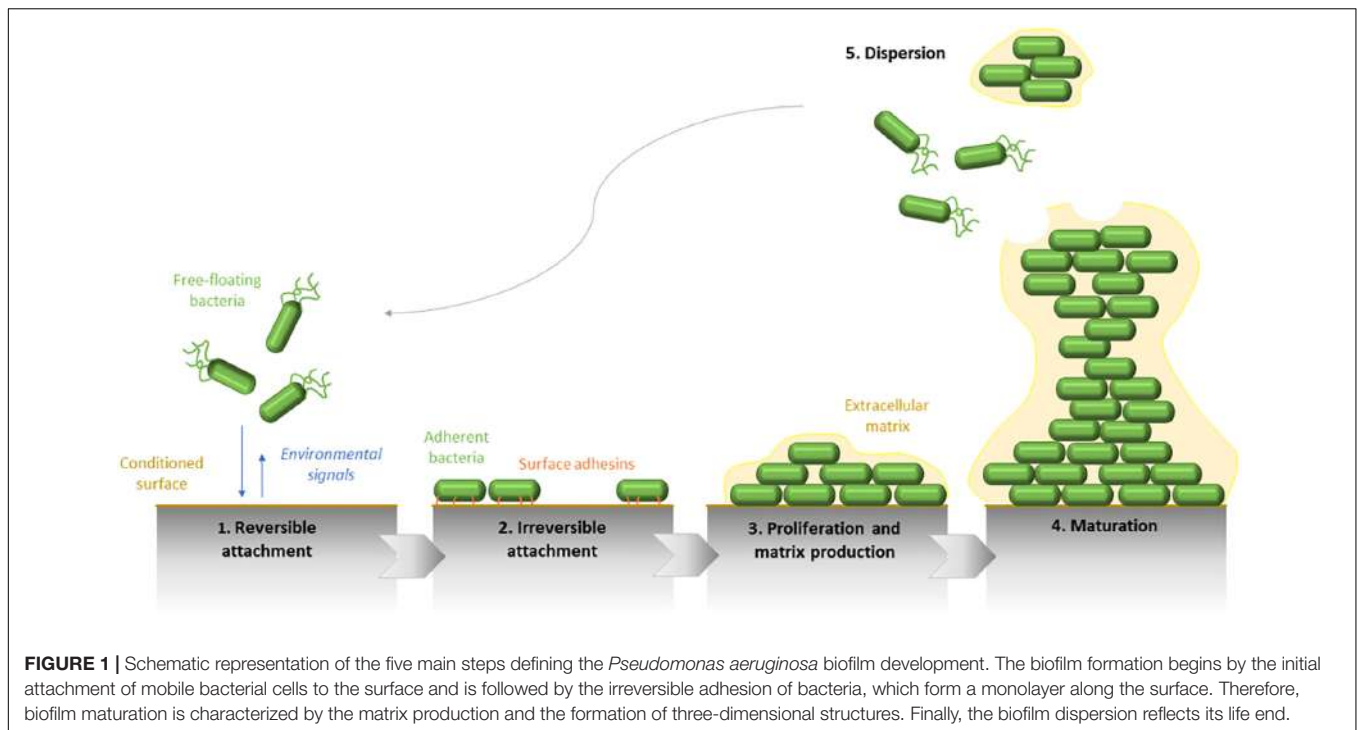 5. Dispersion
Free-floating
bacteria
Conditioned
surface
Environmental
signals
Adherent
bacteria
Surface adhesins
Extracellular
matrix
1. Reversible
attachment
2. Irreversible
attachment
3. Proliferation and
matrix production
4. Maturation
FIGURE 1 | Schematic representation of the five main steps defining the Pseudomonas aeruginosa biofilm development. The biofilm formation begins by the initial
attachment of mobile bacterial cells to the surface and is followed by the irreversible adhesion of bacteria, which form a monolayer along the surface. Therefore,
biofilm maturation is characterized by the matrix production and the formation of three-dimensional structures. Finally, the biofilm dispersion reflects its life end.